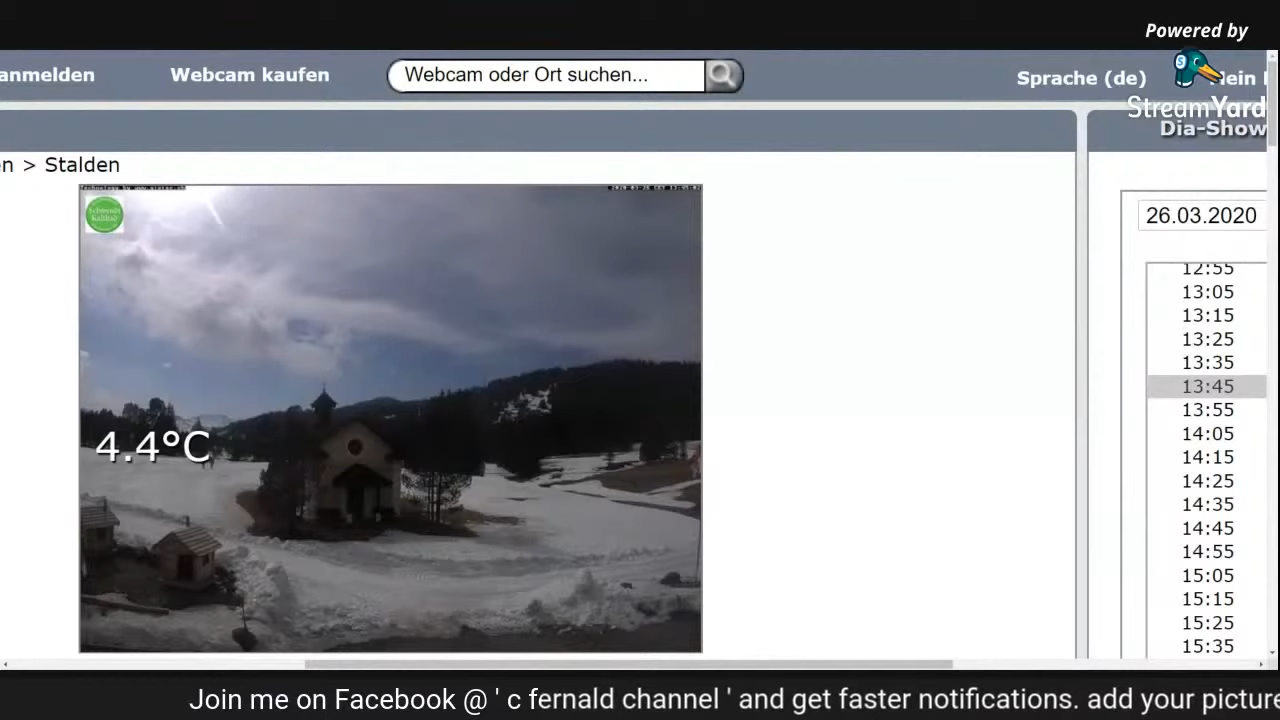 Powered by
anmelden
Webcam kaufen
Webcam oder Ort suchen...
Sprache (de)
StreamYard
Dia-Show
en > Stalden
4.4°C
26.03.2020
12:55
13:05
13:15
13:25
13:35
13:45
13:55
14:05
14:15
14:25
14:35
14:45
14:55
15:05
15:15
15:25
15:35
Join me on Facebook @ ' c fernald channel ' and get faster notifications. add your picture